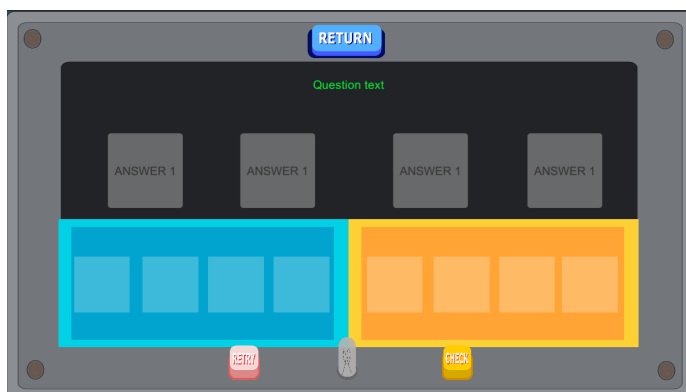 RETURN
Question text
ANSWER 1
ANSWER 1
ANSWER 1
ANSWER 1
RETRY
CHECK